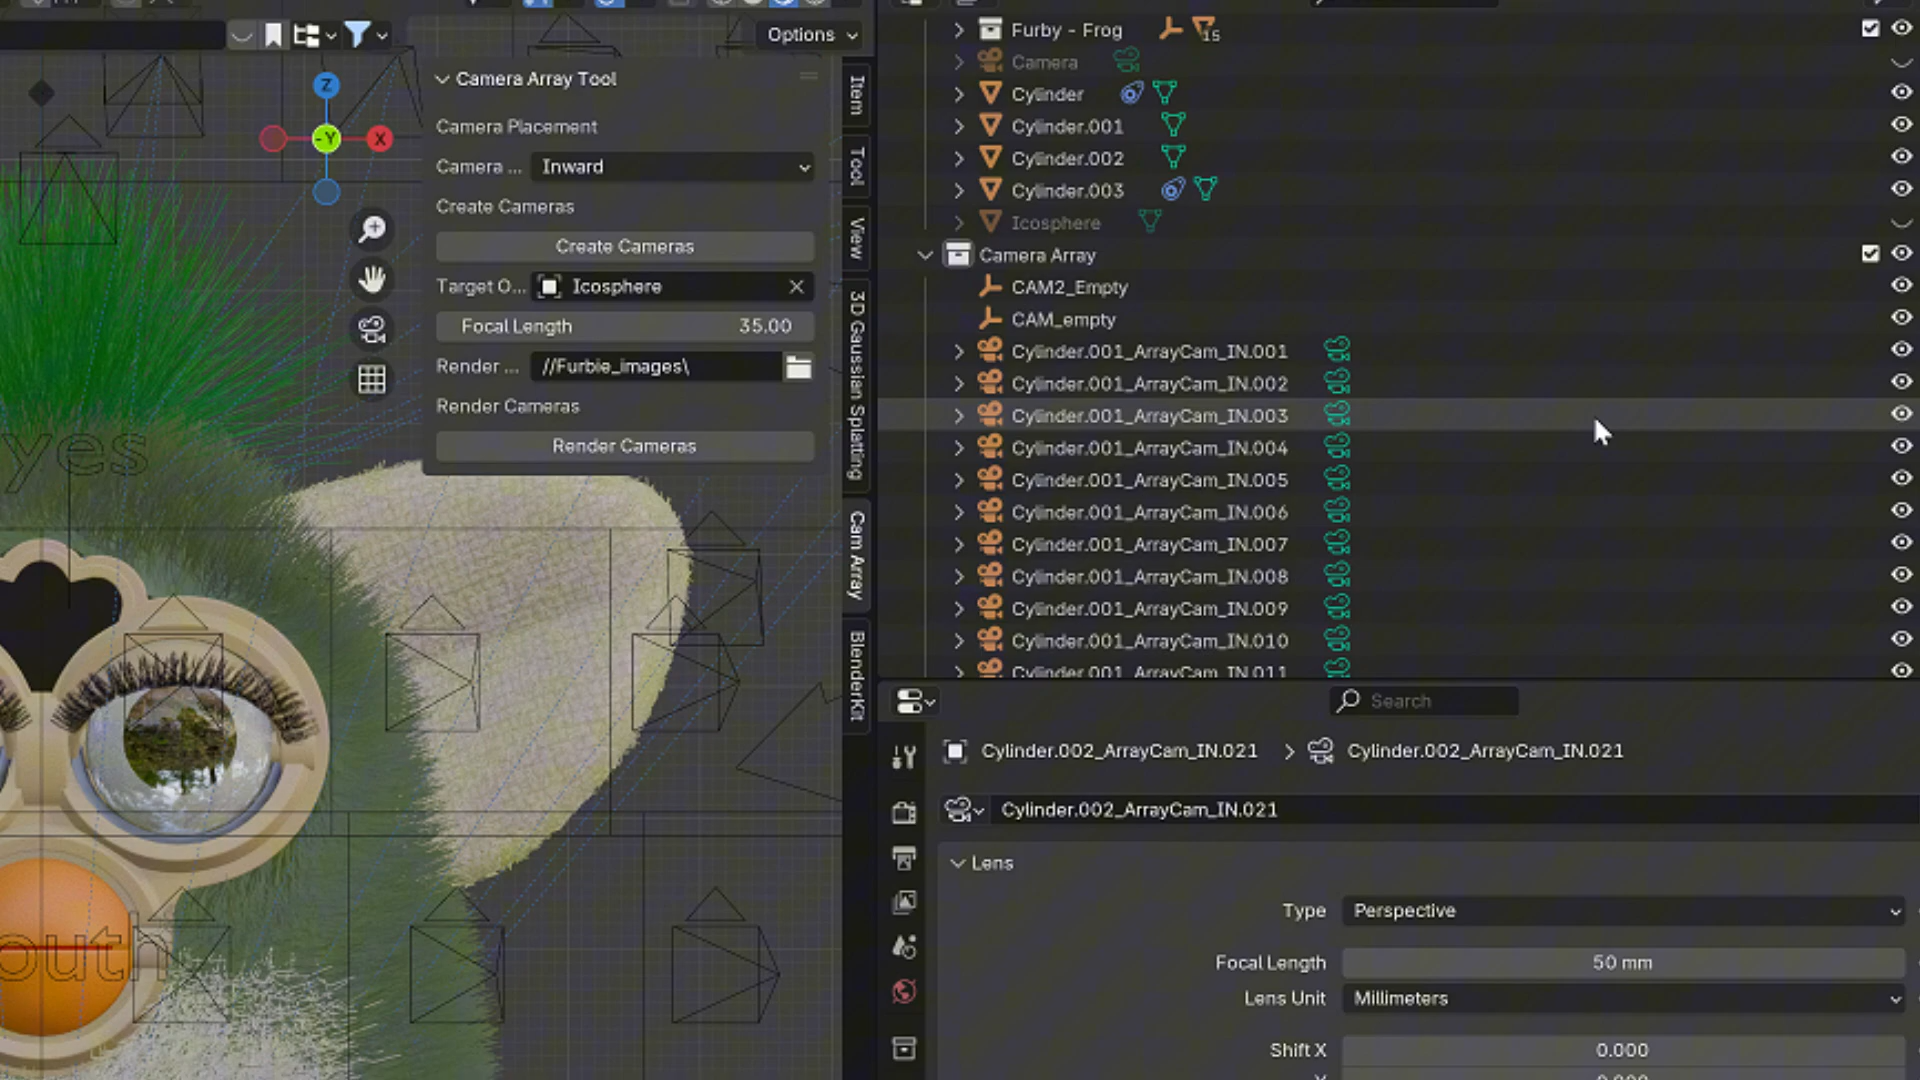 Options
Camera Array Tool
Camera Placement
Camera ...
Inward
Create Cameras
Create Cameras
Target O...
Icosphere
Focal Length
35.00
Render ...
//Furbie_images\
Render Cameras
Render Cameras
Z
-Y
X
yes
outh
Item
Tool
View
3D Gaussian Splatting
Cam Array
BlenderKit
Furby - Frog
15
Camera
Cylinder
Cylinder.001
Cylinder.002
Cylinder.003
Icosphere
Camera Array
CAM2_Empty
CAM_empty
Cylinder.001_ArrayCam_IN.001
Cylinder.001_ArrayCam_IN.002
Cylinder.001_ArrayCam_IN.003
Cylinder.001_ArrayCam_IN.004
Cylinder.001_ArrayCam_IN.005
Cylinder.001_ArrayCam_IN.006
Cylinder.001_ArrayCam_IN.007
Cylinder.001_ArrayCam_IN.008
Cylinder.001_ArrayCam_IN.009
Cylinder.001_ArrayCam_IN.010
Cylinder.001_ArrayCam_IN.011
Search
Cylinder.002_ArrayCam_IN.021 > Cylinder.002_ArrayCam_IN.021
Cylinder.002_ArrayCam_IN.021
Lens
Type
Perspective
Focal Length
50 mm
Lens Unit
Millimeters
Shift X
0.000